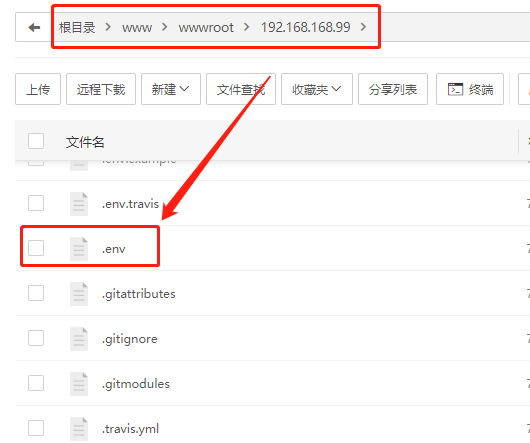 根目录 > www > wwwroot > 192.168.168.99 >
上传 远程下载 新建 文件查找 收藏夹 分享列表 终端
文件名
.env.example
.env.travis
.env
.gitattributes
.gitignore
.gitmodules
.travis.yml